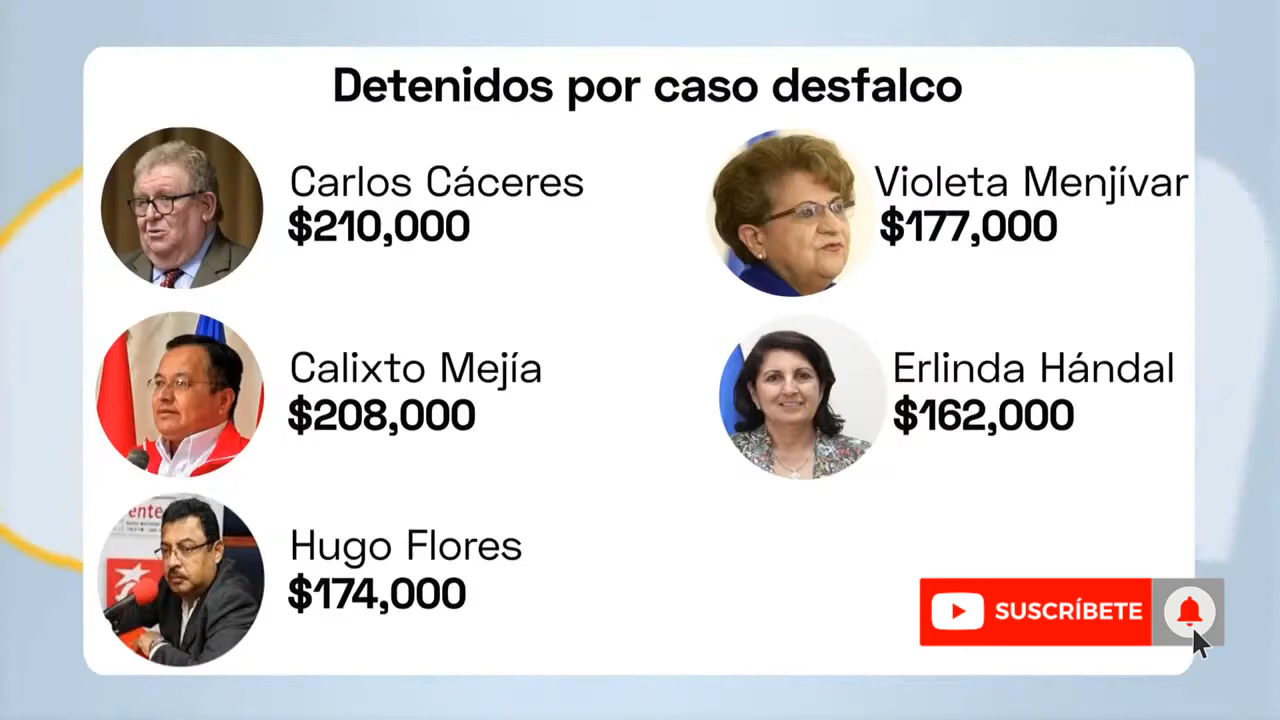 Detenidos por caso desfalco
Carlos Cáceres
$210,000
Violeta Menjívar
$177,000
Calixto Mejía
$208,000
Erlinda Hándal
$162,000
ente
Hugo Flores
$174,000
SUSCRÍBETE